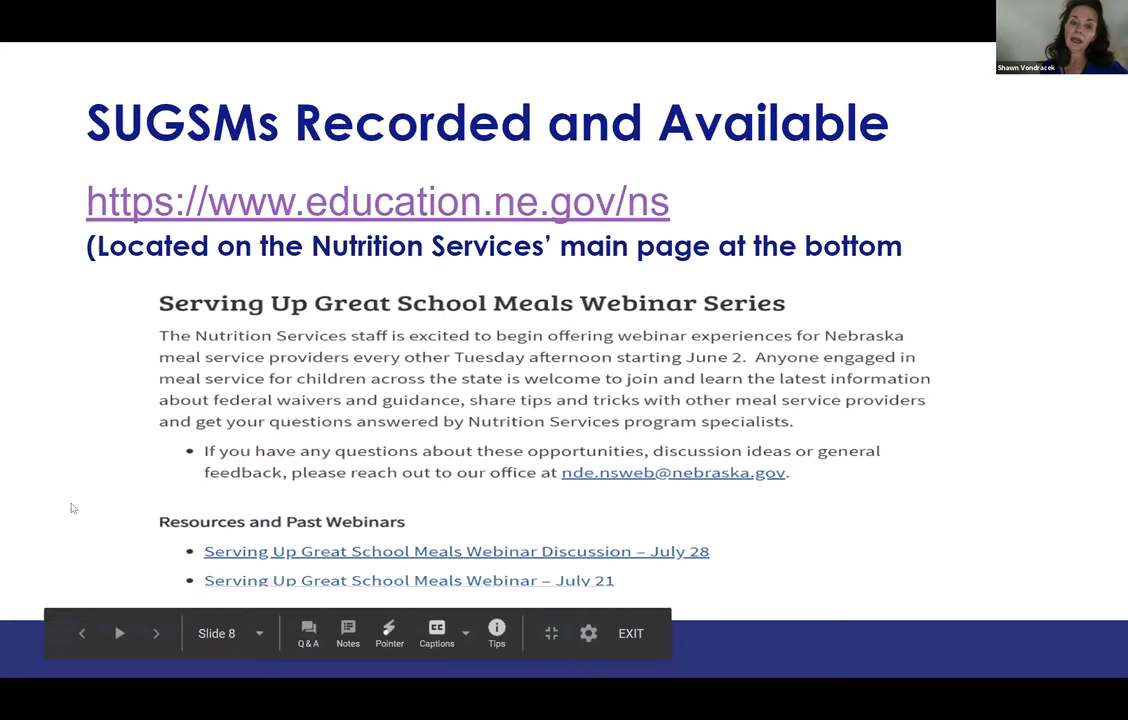 Shawn Vondracek
SUGSMs Recorded and Available
https://www.education.ne.gov/ns
(Located on the Nutrition Services’ main page at the bottom
Serving Up Great School Meals Webinar Series
The Nutrition Services staff is excited to begin offering webinar experiences for Nebraska
meal service providers every other Tuesday afternoon starting June 2.  Anyone engaged in
meal service for children across the state is welcome to join and learn the latest information
about federal waivers and guidance, share tips and tricks with other meal service providers
and get your questions answered by Nutrition Services program specialists.
• If you have any questions about these opportunities, discussion ideas or general
feedback, please reach out to our office at nde.nsweb@nebraska.gov.
Resources and Past Webinars
• Serving Up Great School Meals Webinar Discussion – July 28
• Serving Up Great School Meals Webinar – July 21
Slide 8
Q & A
Notes
Pointer
CC
Captions
Tips
EXIT